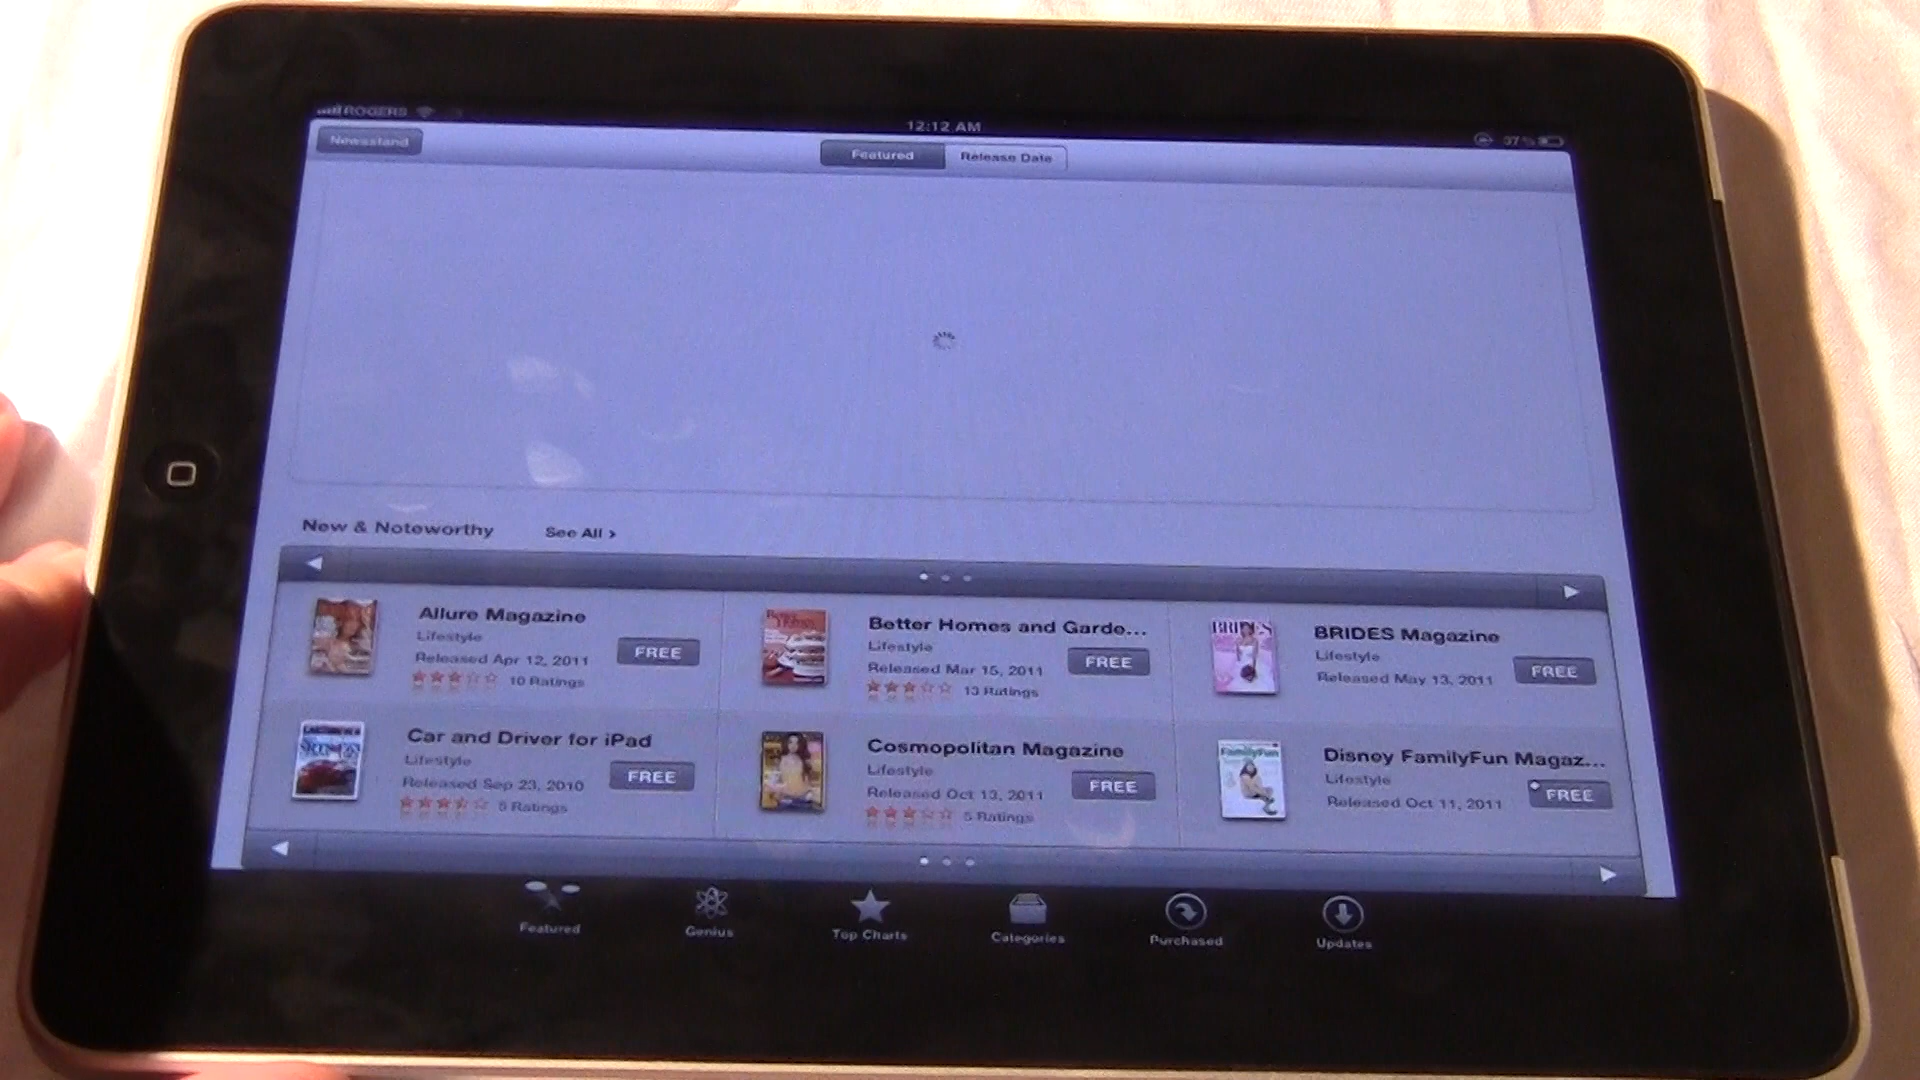 ROGERS
12:12 AM
37%
Newsstand
Featured
Release Date
New & Noteworthy
See All >
Allure Magazine
Lifestyle
Released Apr 12, 2011
10 Ratings
FREE
Better Homes and Garde...
Lifestyle
Released Mar 15, 2011
13 Ratings
FREE
BRIDES
BRIDES Magazine
Lifestyle
Released May 13, 2011
FREE
Car and Driver for iPad
Lifestyle
Released Sep 23, 2010
5 Ratings
FREE
Cosmopolitan Magazine
Lifestyle
Released Oct 13, 2011
5 Ratings
FREE
FamilyFun
Disney FamilyFun Magaz...
Lifestyle
Released Oct 11, 2011
FREE
Featured
Genius
Top Charts
Categories
Purchased
Updates